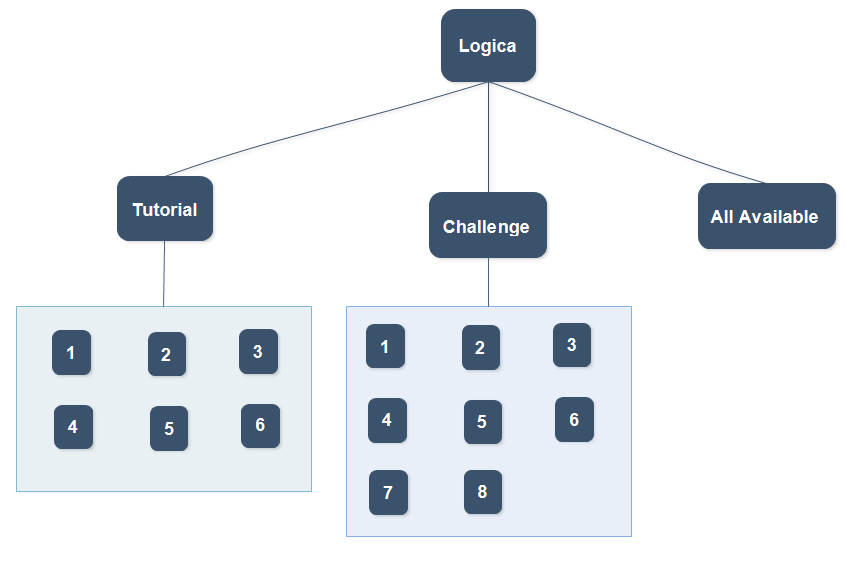 Logica
Tutorial
Challenge
All Available
1 2 3
4 5 6
1 2 3
4 5 6
7 8